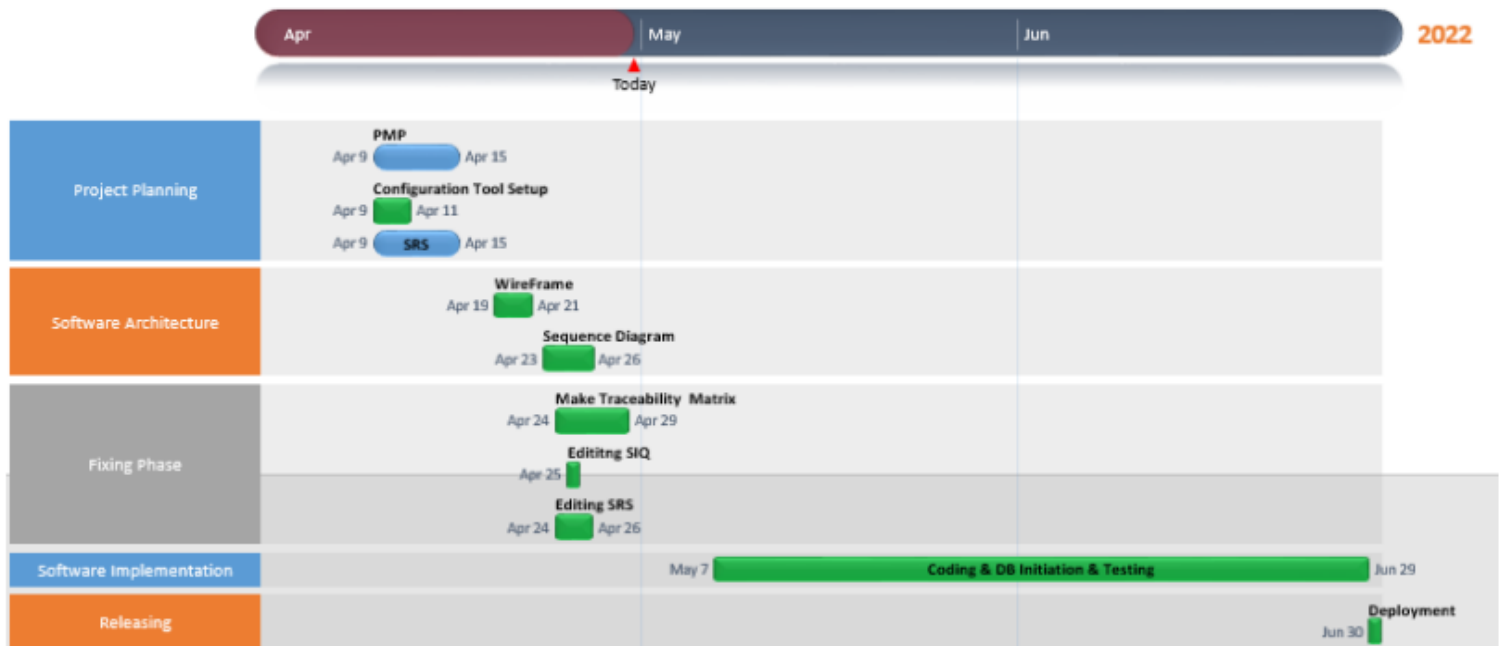 Apr May Jun 2022
Today
Project Planning
PMP
Apr 9 Apr 15
Configuration Tool Setup
Apr 9 Apr 11
Apr 9 SRS Apr 15
Software Architecture
WireFrame
Apr 19 Apr 21
Sequence Diagram
Apr 23 Apr 26
Fixing Phase
Make Traceability Matrix
Apr 24 Apr 29
Edititng SIQ
Apr 25
Editing SRS
Apr 24 Apr 26
Software Implementation
May 7 Coding & DB Initiation & Testing Jun 29
Releasing
Deployment
Jun 30